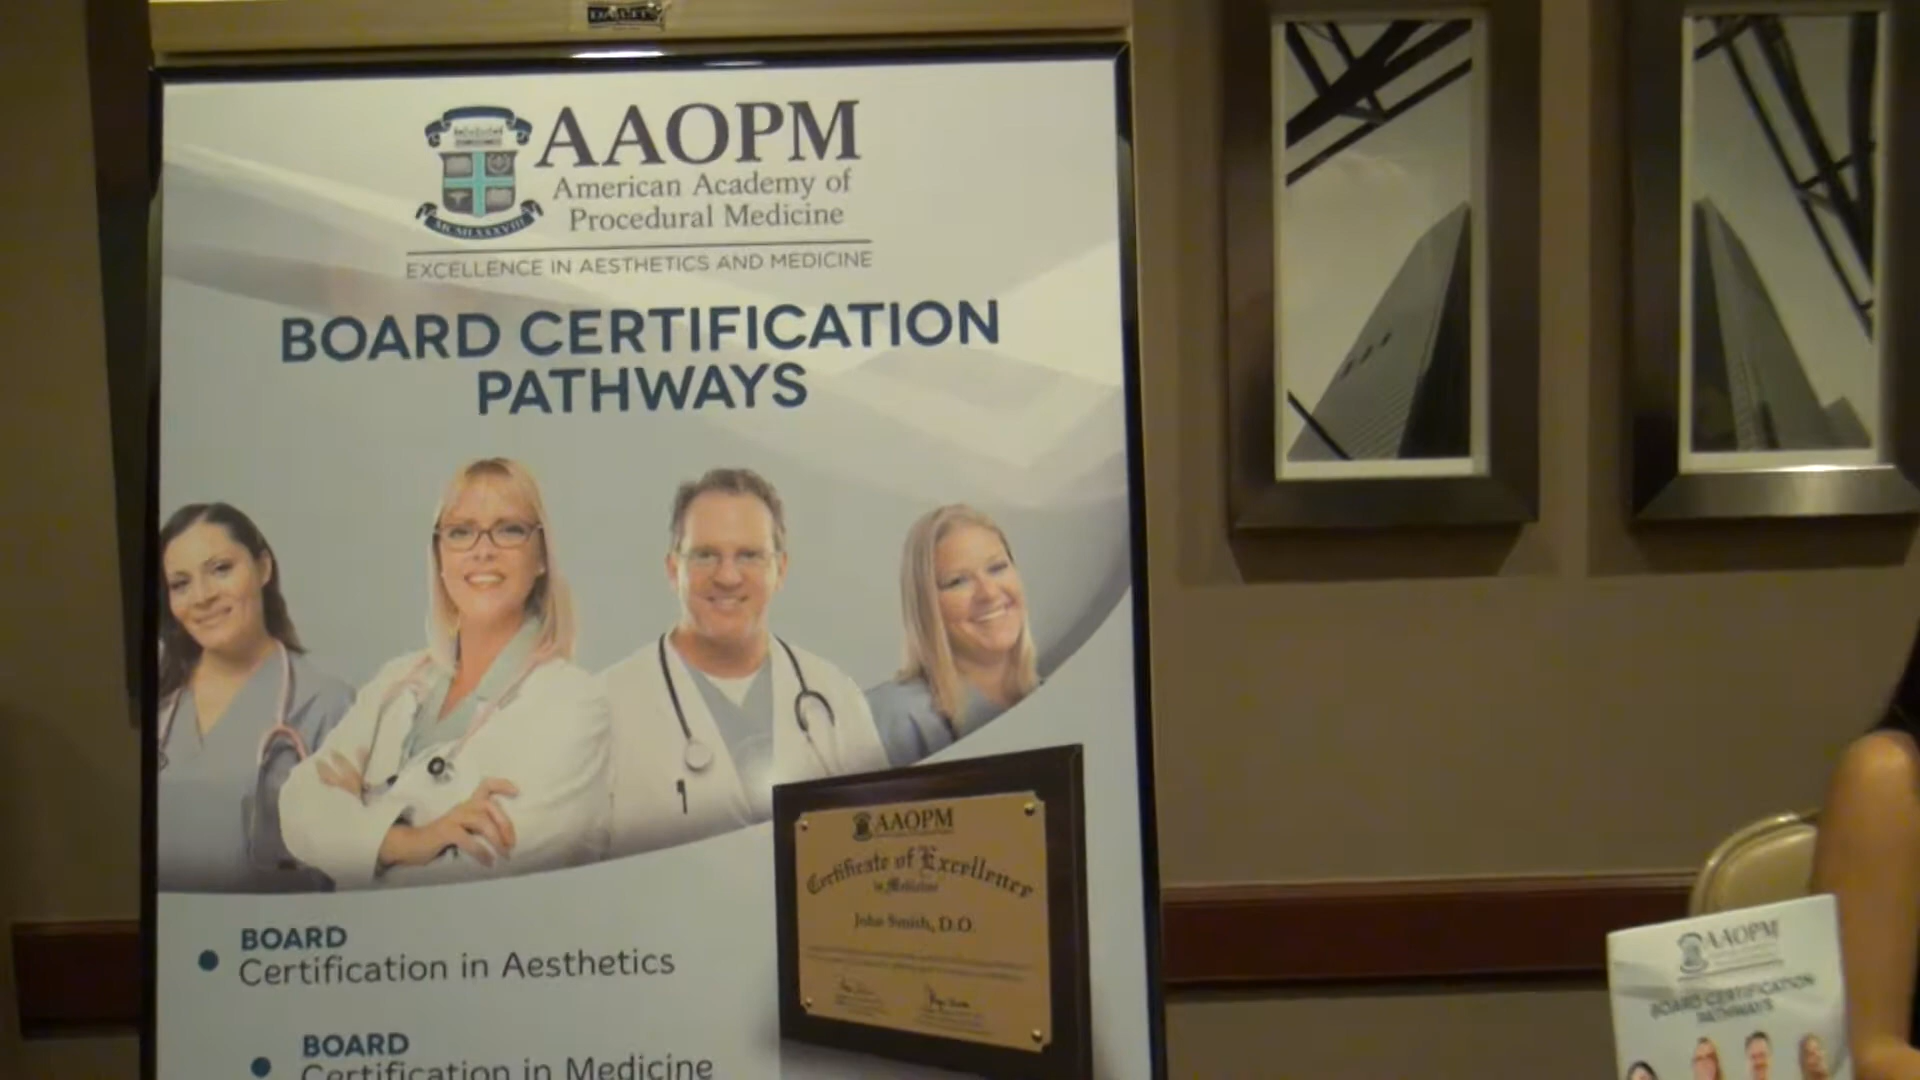 AAOPM
American Academy of
Procedural Medicine
EXCELLENCE IN AESTHETICS AND MEDICINE
BOARD CERTIFICATION
PATHWAYS
AAOPM
Certificate of Excellence
in Medicine
John Smith, D.O.
BOARD
Certification in Aesthetics
BOARD
Certification in Medicine
AAOPM
BOARD CERTIFICATION
PATHWAYS